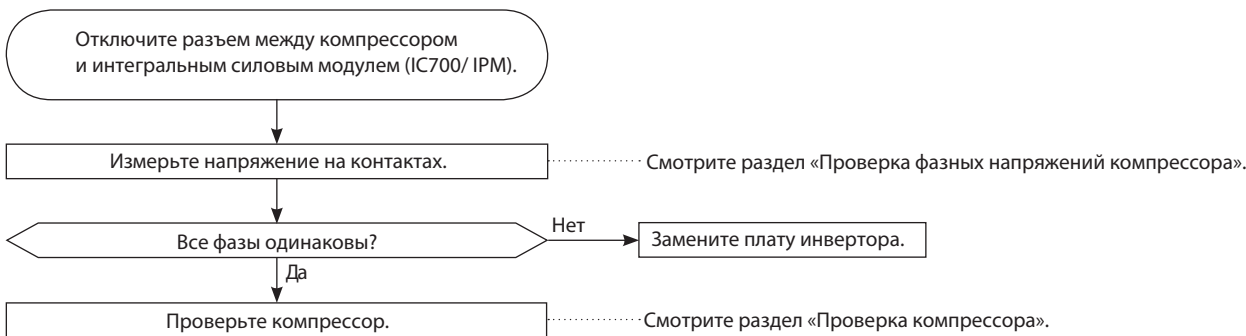 Отключите разъем между компрессором
и интегральным силовым модулем (IC700/ IPM).
Измерьте напряжение на контактах.
Смотрите раздел «Проверка фазных напряжений компрессора».
Все фазы одинаковы?
Нет
Замените плату инвертора.
Да
Проверьте компрессор.
Смотрите раздел «Проверка компрессора».